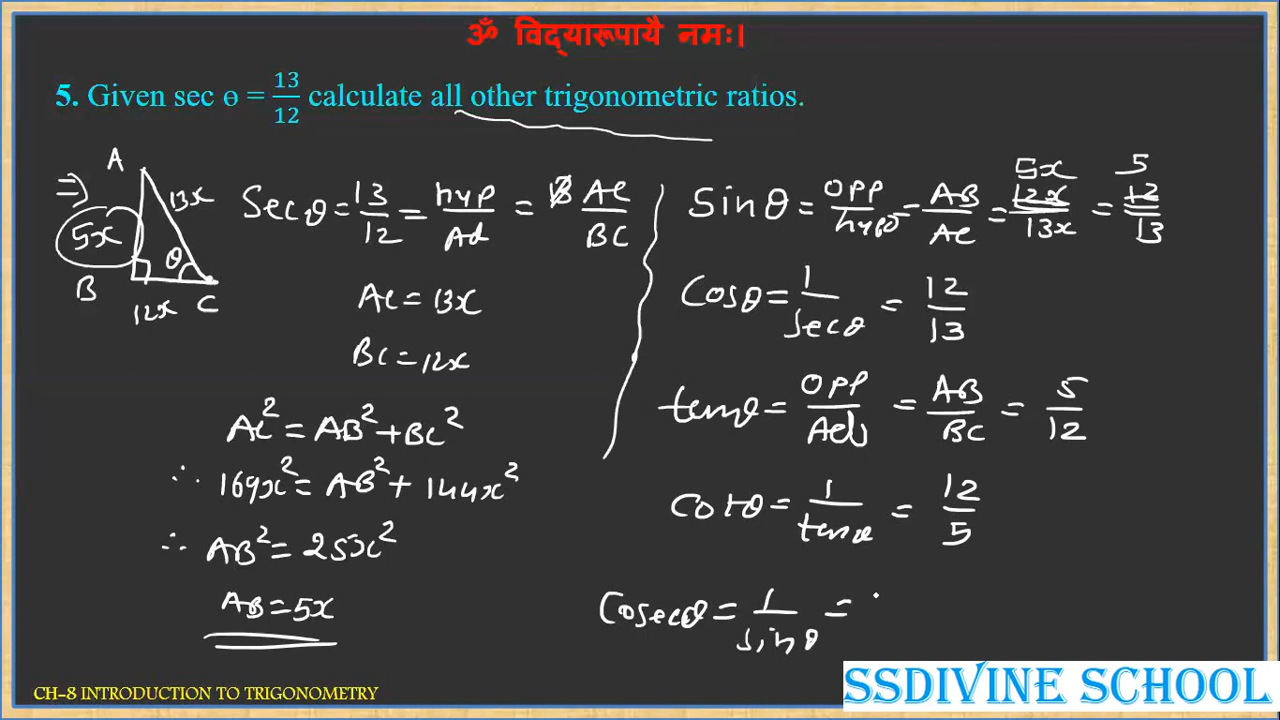 ॐ विद्यारूपायै नमः।
5. Given sec ɵ = 13/12 calculate all other trigonometric ratios.
⇒) A
13x
5x
θ
B
12x C
Secθ = 13/12 = hyp/Ad = AC/BC
AC = 13x
BC = 12x
AC² = AB² + BC²
∴ 169x² = AB² + 144x²
∴ AB² = 25x²
AB = 5x
Sinθ = opp/hypo = AB/AC = 5x/13x = 5/13
Cosθ = 1/secθ = 12/13
tanθ = opp/Adj = AB/BC = 5/12
Cotθ = 1/tanθ = 12/5
Cosecθ = 1/sinθ =
CH-8 INTRODUCTION TO TRIGONOMETRY
SSDIVINE SCHOOL